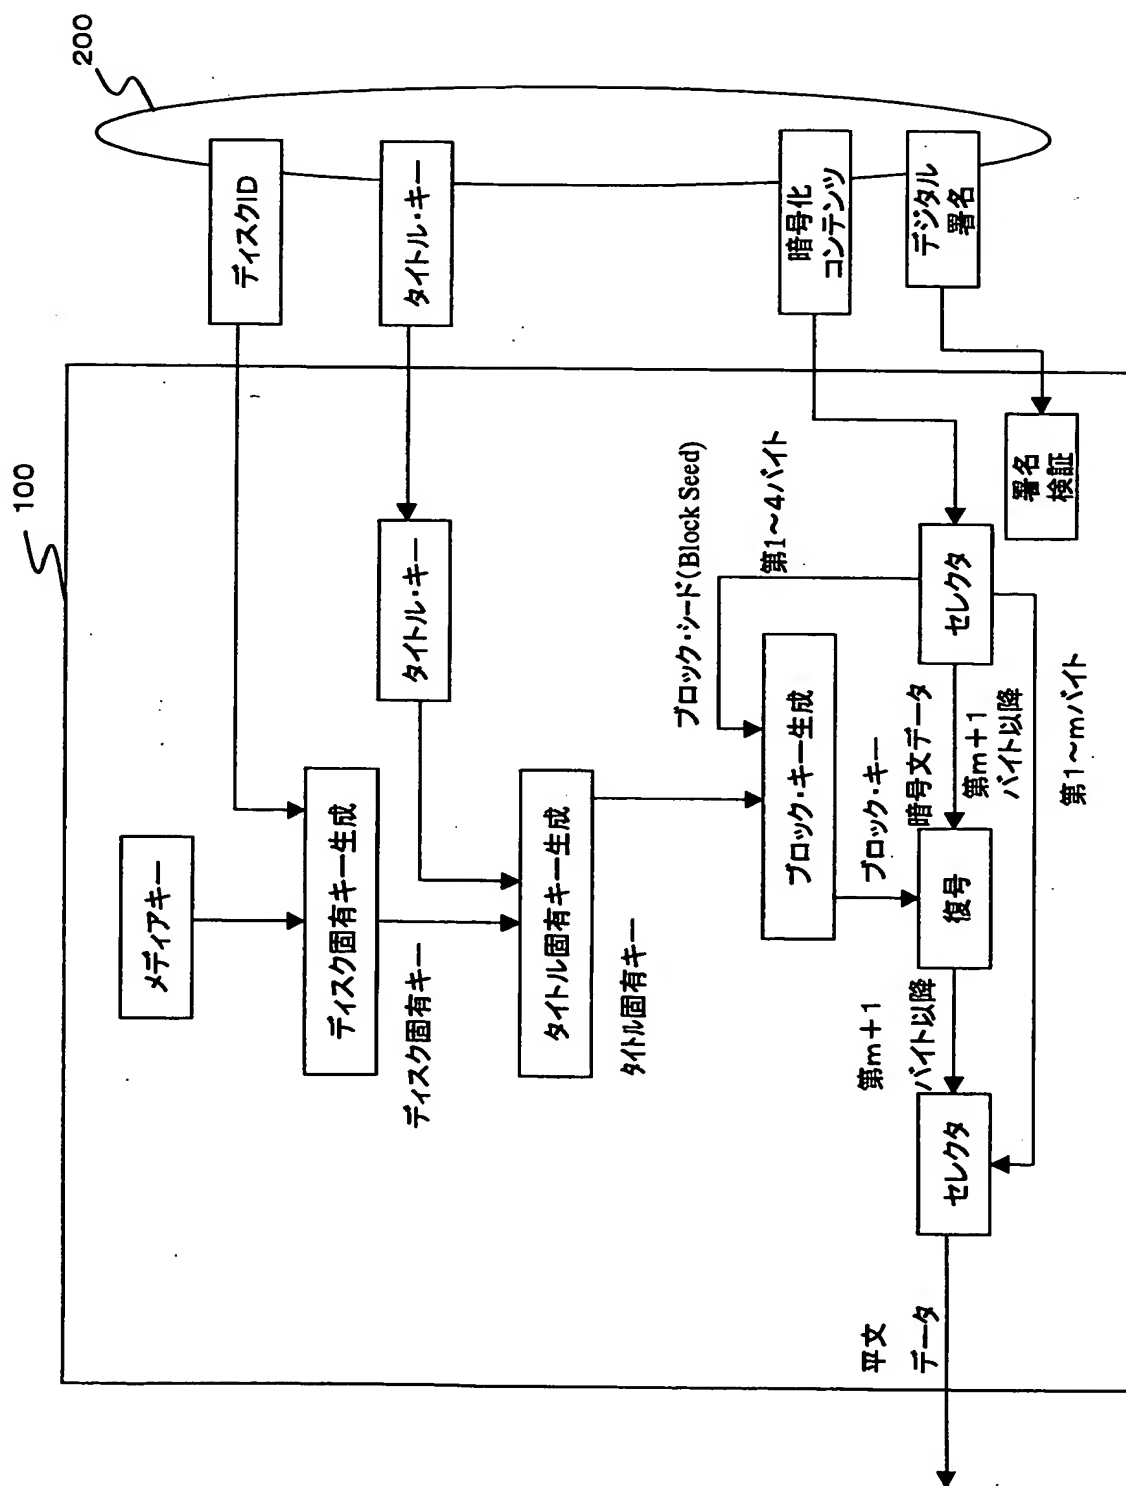 100
200
メディアキー
ディスク固有キー生成
ディスク固有キー
ディスクID
タイトル固有キー生成
タイトル固有キー
タイトル・キー
タイトル・キー
ブロック・シード(Block Seed)
第1~4バイト
ブロック・キー生成
ブロック・キー
平文
データ
セレクタ
第m+1
バイト以降
復号
暗号文データ
第m+1
バイト以降
セレクタ
第1~mバイト
暗号化
コンテンツ
署名
検証
デジタル
署名